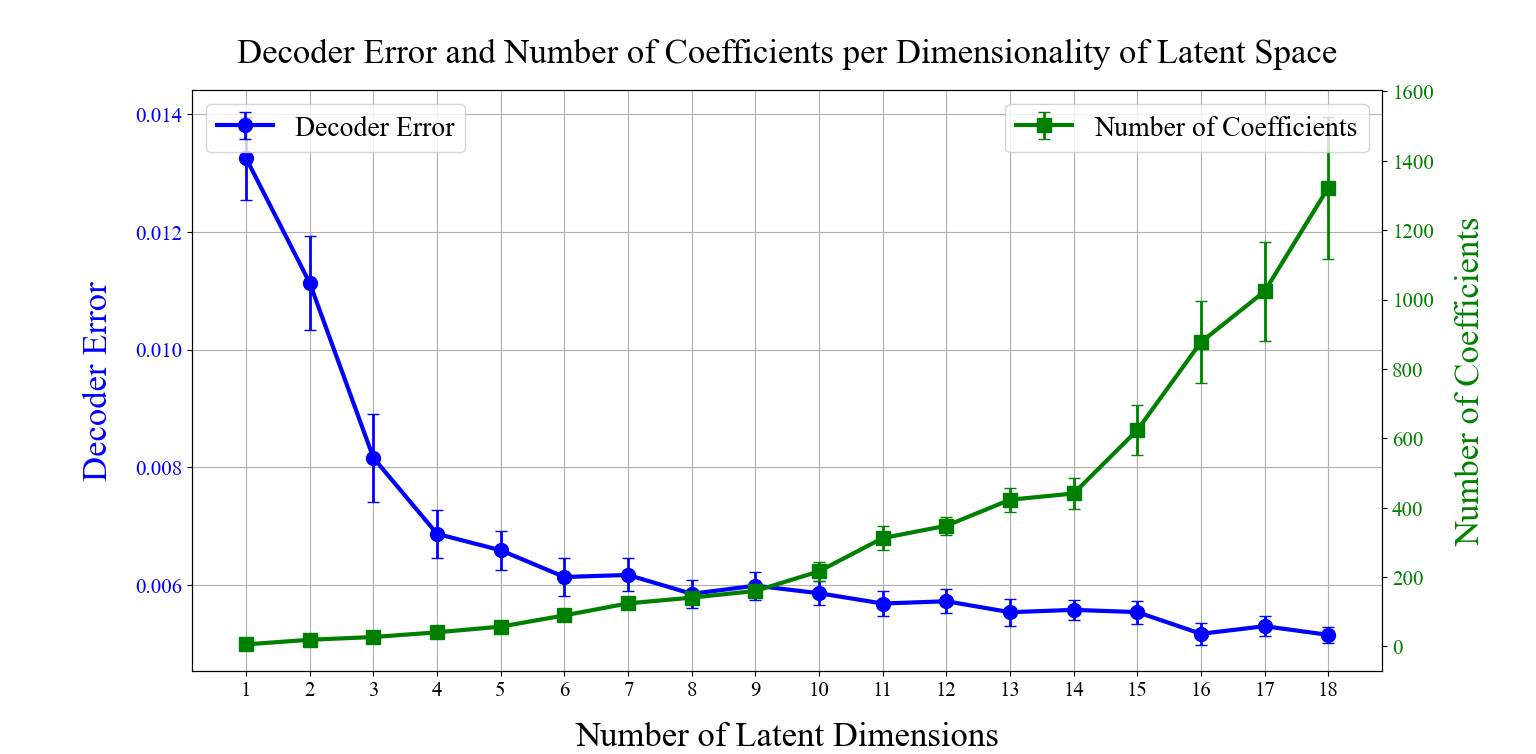 Decoder Error and Number of Coefficients per Dimensionality of Latent Space
Decoder Error
Number of Coefficients
0.014
0.012
0.010
0.008
0.006
Decoder Error
1600
1400
1200
1000
800
600
400
200
0
Number of Coefficients
1 2 3 4 5 6 7 8 9 10 11 12 13 14 15 16 17 18
Number of Latent Dimensions